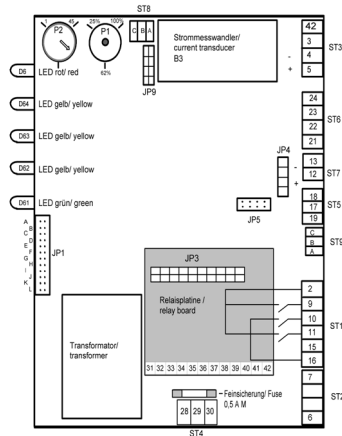 ST8
1
45
P2
25%
100%
P1
62%
C B A
JP9
Strommesswandler/
current transducer
B3
42
3
4
5
-
+
ST3
D6 LED rot/ red
D64 LED gelb/ yellow
D63 LED gelb/ yellow
D62 LED gelb/ yellow
D61 LED grün/ green
24
23
22
21
ST6
JP4
-
+
13
12
ST7
JP5
18
17
19
ST5
C
B
A
ST9
A
B
C
D
E
F
G
H
I
J
K
L
JP1
JP3
Relaisplatine /
relay board
31 32 33 34 35 36 37 38 39 40 41 42
2
9
10
11
15
16
ST1
Transformator/
transformer
Feinsicherung/ Fuse
0,5 A M
28 29 30
ST4
7
6
ST2